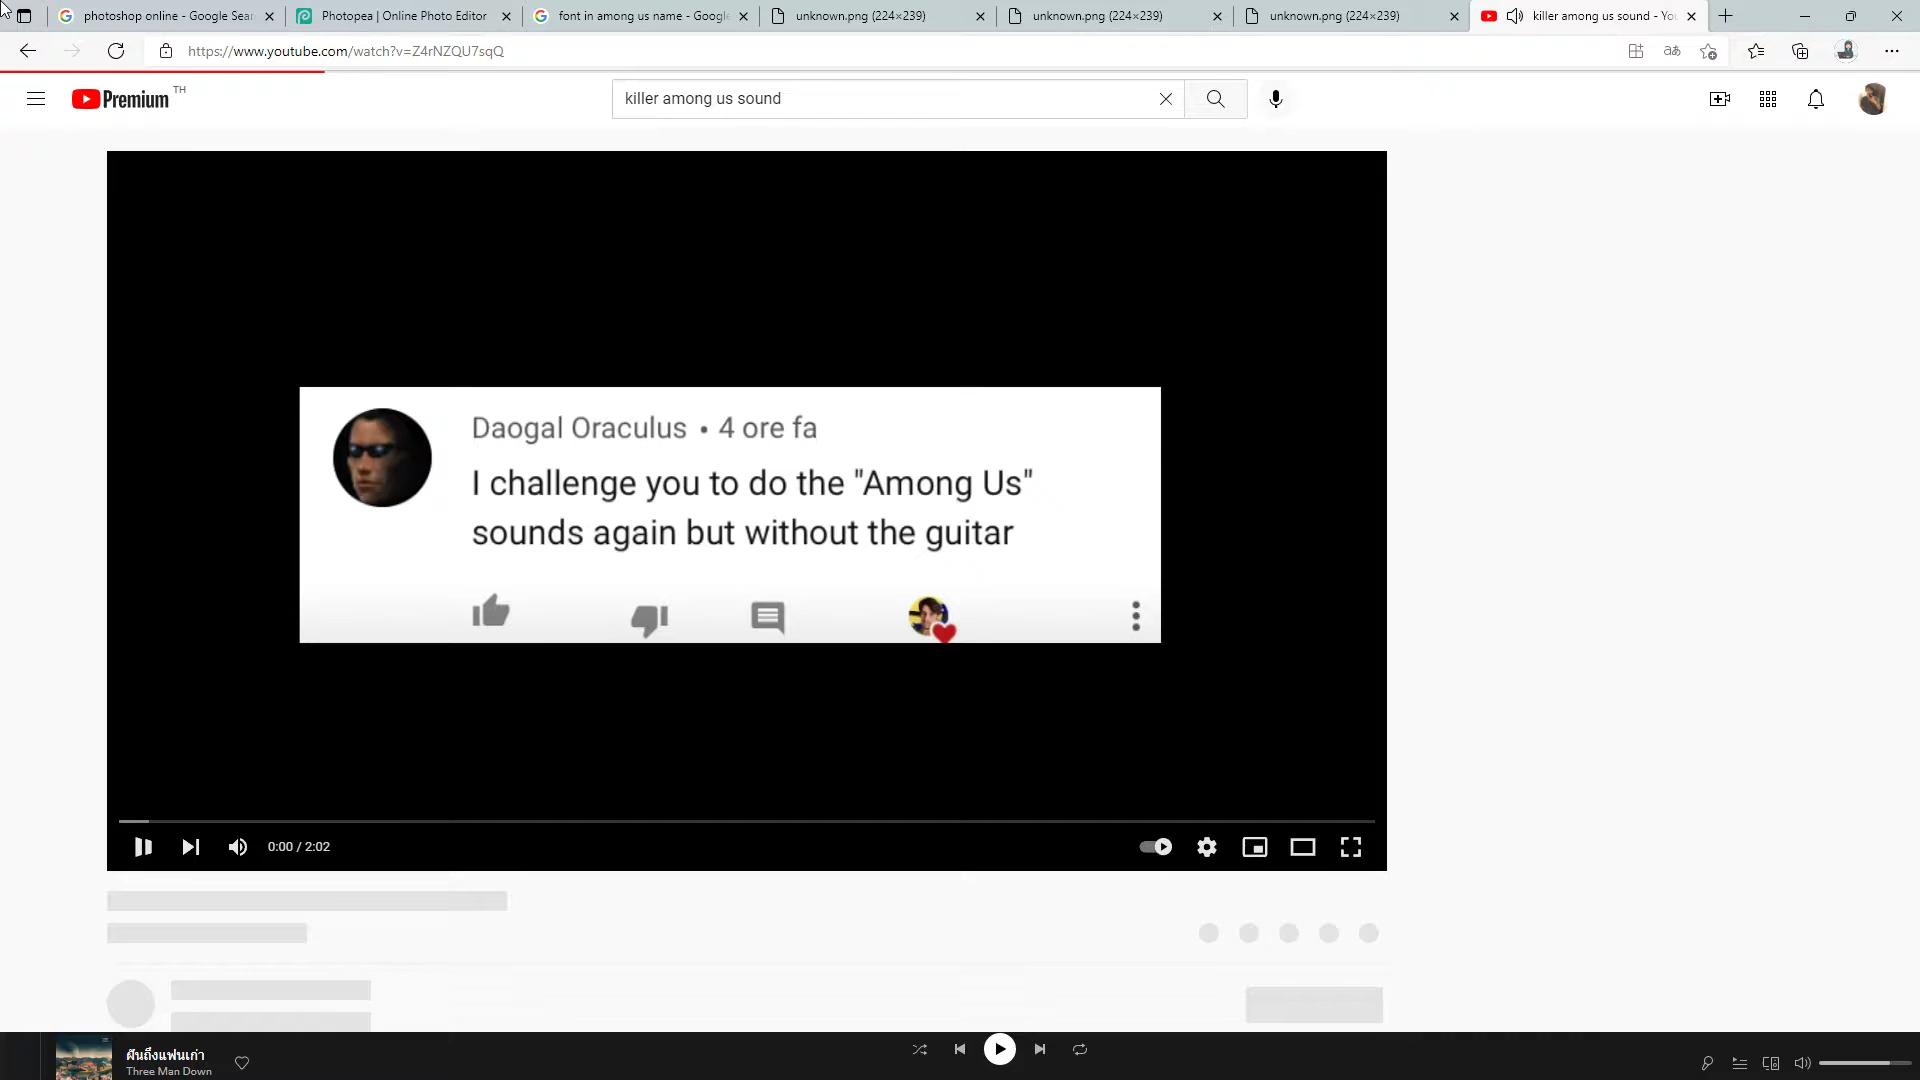 photoshop online - Google Sear
Photopea | Online Photo Editor
font in among us name - Google
unknown.png (224×239)
unknown.png (224×239)
unknown.png (224×239)
killer among us sound - You
https://www.youtube.com/watch?v=Z4rNZQU7sqQ
Premium TH
killer among us sound
Daogal Oraculus • 4 ore fa
I challenge you to do the "Among Us"
sounds again but without the guitar
0:00 / 2:02
ฝันถึงแฟนเก่า
Three Man Down